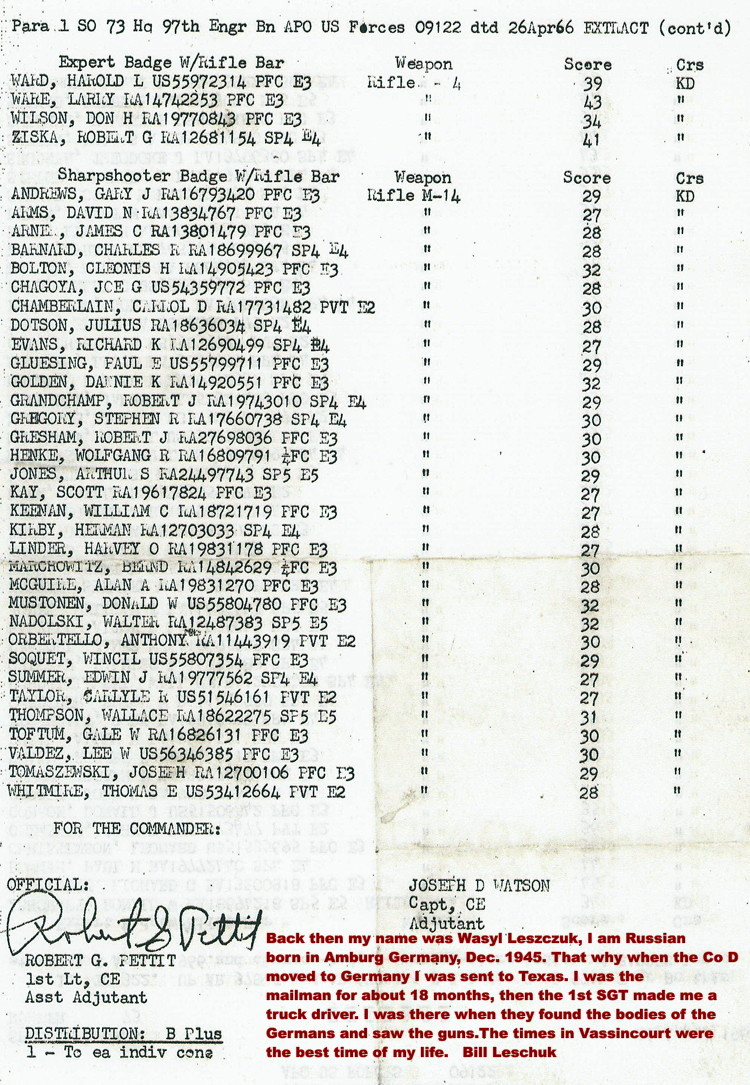 Para 1 SO 73 Hq 97th Engr Bn APO US Forces 09122 dtd 26Apr66 EXTRACT (cont'd)
Expert Badge W/Rifle Bar Weapon Score Crs
WARD, HAROLD L US55972314 PFC E3 Rifle - 4 39 KD
WARE, LARRY RA14742253 PFC E3 " 43 "
WILSON, DON H RA19770843 PFC E3 " 34 "
ZISKA, ROBERT G RA12681154 SP4 E4 " 41 "
Sharpshooter Badge W/Rifle Bar Weapon Score Crs
ANDREWS, GARY J RA16793420 PFC E3 Rifle M-14 29 KD
ARMS, DAVID N RA13834767 PFC E3 " 27 "
ARNE, JAMES C RA13801479 PFC E3 " 28 "
BARNARD, CHARLES R RA18699967 SP4 E4 " 28 "
BOLTON, CLEONIS H RA14905423 PFC E3 " 32 "
CHAGOYA, JOE G US54359772 PFC E3 " 28 "
CHAMBERLAIN, CARROL D RA17731482 PVT E2 " 30 "
DOTSON, JULIUS RA18636034 SP4 E4 " 28 "
EVANS, RICHARD K RA12690499 SP4 E4 " 27 "
GLUESING, PAUL E US55799711 PFC E3 " 29 "
GOLDEN, DANNIE K RA14920551 PFC E3 " 32 "
GRANDCHAMP, ROBERT J RA19743010 SP4 E4 " 29 "
GREGORY, STEPHEN R RA17660738 SP4 E4 " 30 "
GRESHAM, ROBERT J RA27698036 PFC E3 " 30 "
HENKE, WOLFGANG R RA16809791 PFC E3 " 30 "
JONES, ARTHUR S RA24497743 SP5 E5 " 29 "
KAY, SCOTT RA19617824 PFC E3 " 27 "
KEENAN, WILLIAM C RA18721719 PFC E3 " 27 "
KIRBY, HERMAN RA12703033 SP4 E4 " 28 "
LINDER, HARVEY O RA19831178 PFC E3 " 27 "
MARCHOWITZ, BERND RA14842629 PFC E3 " 30 "
MCGUIRE, ALAN A RA19831270 PFC E3 " 28 "
MUSTONEN, DONALD W US55804780 PFC E3 " 32 "
NADOLSKI, WALTER RA12487383 SP5 E5 " 32 "
ORBERTELLO, ANTHONY RA11443919 PVT E2 " 30 "
SOQUET, WINCIL US55807354 PFC E3 " 29 "
SUMMER, EDWIN J RA19777562 SP4 E4 " 27 "
TAYLOR, CARLYLE R US51546161 PVT E2 " 27 "
THOMPSON, WALLACE RA18622275 SP5 E5 " 31 "
TOFTUM, GALE W RA16826131 PFC E3 " 30 "
VALDEZ, LEE W US56346385 PFC E3 " 30 "
TOMASZEWSKI, JOSEPH RA12700106 PFC E3 " 29 "
WHITMIRE, THOMAS E US53412664 PVT E2 " 28 "
FOR THE COMMANDER:
OFFICIAL:
Robert G Pettit
ROBERT G. PETTIT
1st Lt, CE
Asst Adjutant
DISTRIBUTION: B Plus
1 - To ea indiv conc
JOSEPH D WATSON
Capt, CE
Adjutant
Back then my name was Wasyl Leszczuk, I am Russian
born in Amburg Germany, Dec. 1945. That why when the Co D
moved to Germany I was sent to Texas. I was the
mailman for about 18 months, then the 1st SGT made me a
truck driver. I was there when they found the bodies of the
Germans and saw the guns.The times in Vassincourt were
the best time of my life. Bill Leschuk